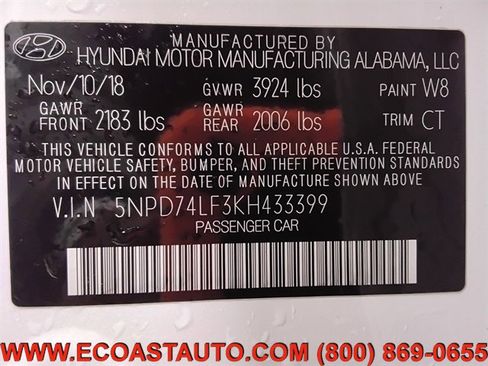 MANUFACTURED BY
HYUNDAI MOTOR MANUFACTURING ALABAMA, LLC
Nov/10/18 G.V.WR 3924 lbs PAINT W8
GAWR FRONT 2183 lbs GAWR REAR 2006 lbs TRIM CT
THIS VEHICLE CONFORMS TO ALL APPLICABLE U.S.A. FEDERAL
MOTOR VEHICLE SAFETY, BUMPER, AND THEFT PREVENTION STANDARDS
IN EFFECT ON THE DATE OF MANUFACTURE SHOWN ABOVE
V.I.N 5NPD74LF3KH433399
PASSENGER CAR
WWW.ECOASTAUTO.COM (800) 869-0655